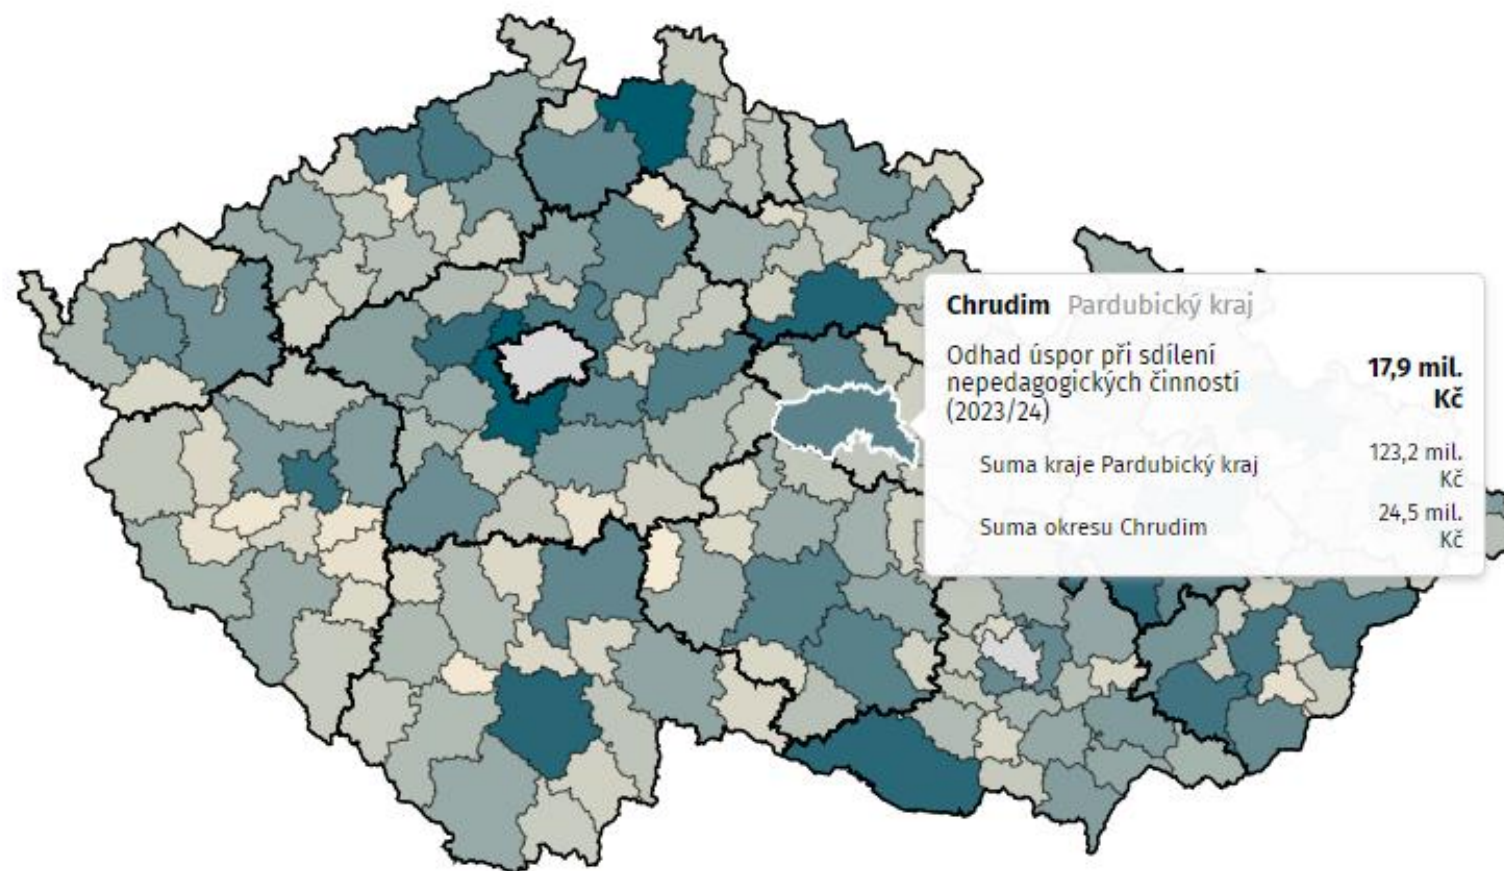 Chrudim Pardubický kraj
Odhad úspor při sdílení
nepedagogických činností
(2023/24)
17,9 mil.
Kč
Suma kraje Pardubický kraj
123,2 mil.
Kč
Suma okresu Chrudim
24,5 mil.
Kč